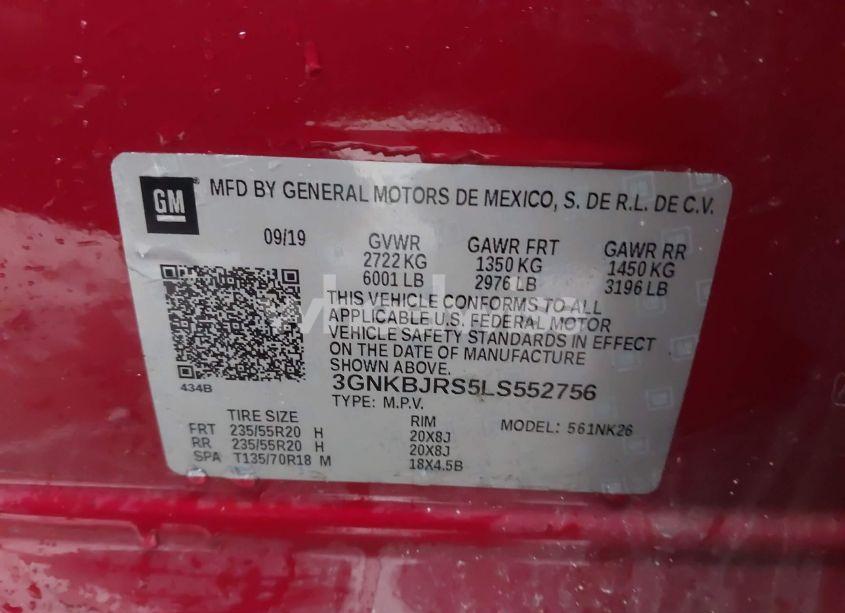 GM
MFD BY GENERAL MOTORS DE MEXICO, S. DE R.L. DE C.V.
09/19 GVWR GAWR FRT GAWR RR
2722 KG 1350 KG 1450 KG
6001 LB 2976 LB 3196 LB
THIS VEHICLE CONFORMS TO ALL
APPLICABLE U.S. FEDERAL MOTOR
VEHICLE SAFETY STANDARDS IN EFFECT
ON THE DATE OF MANUFACTURE
SHOWN ABOVE.
434B 3GNKBJRS5LS552756
TYPE: M.P.V.
TIRE SIZE RIM MODEL: 561NK26
FRT 235/55R20 H 20X8J
RR 235/55R20 H 20X8J
SPA T135/70R18 M 18X4.5B